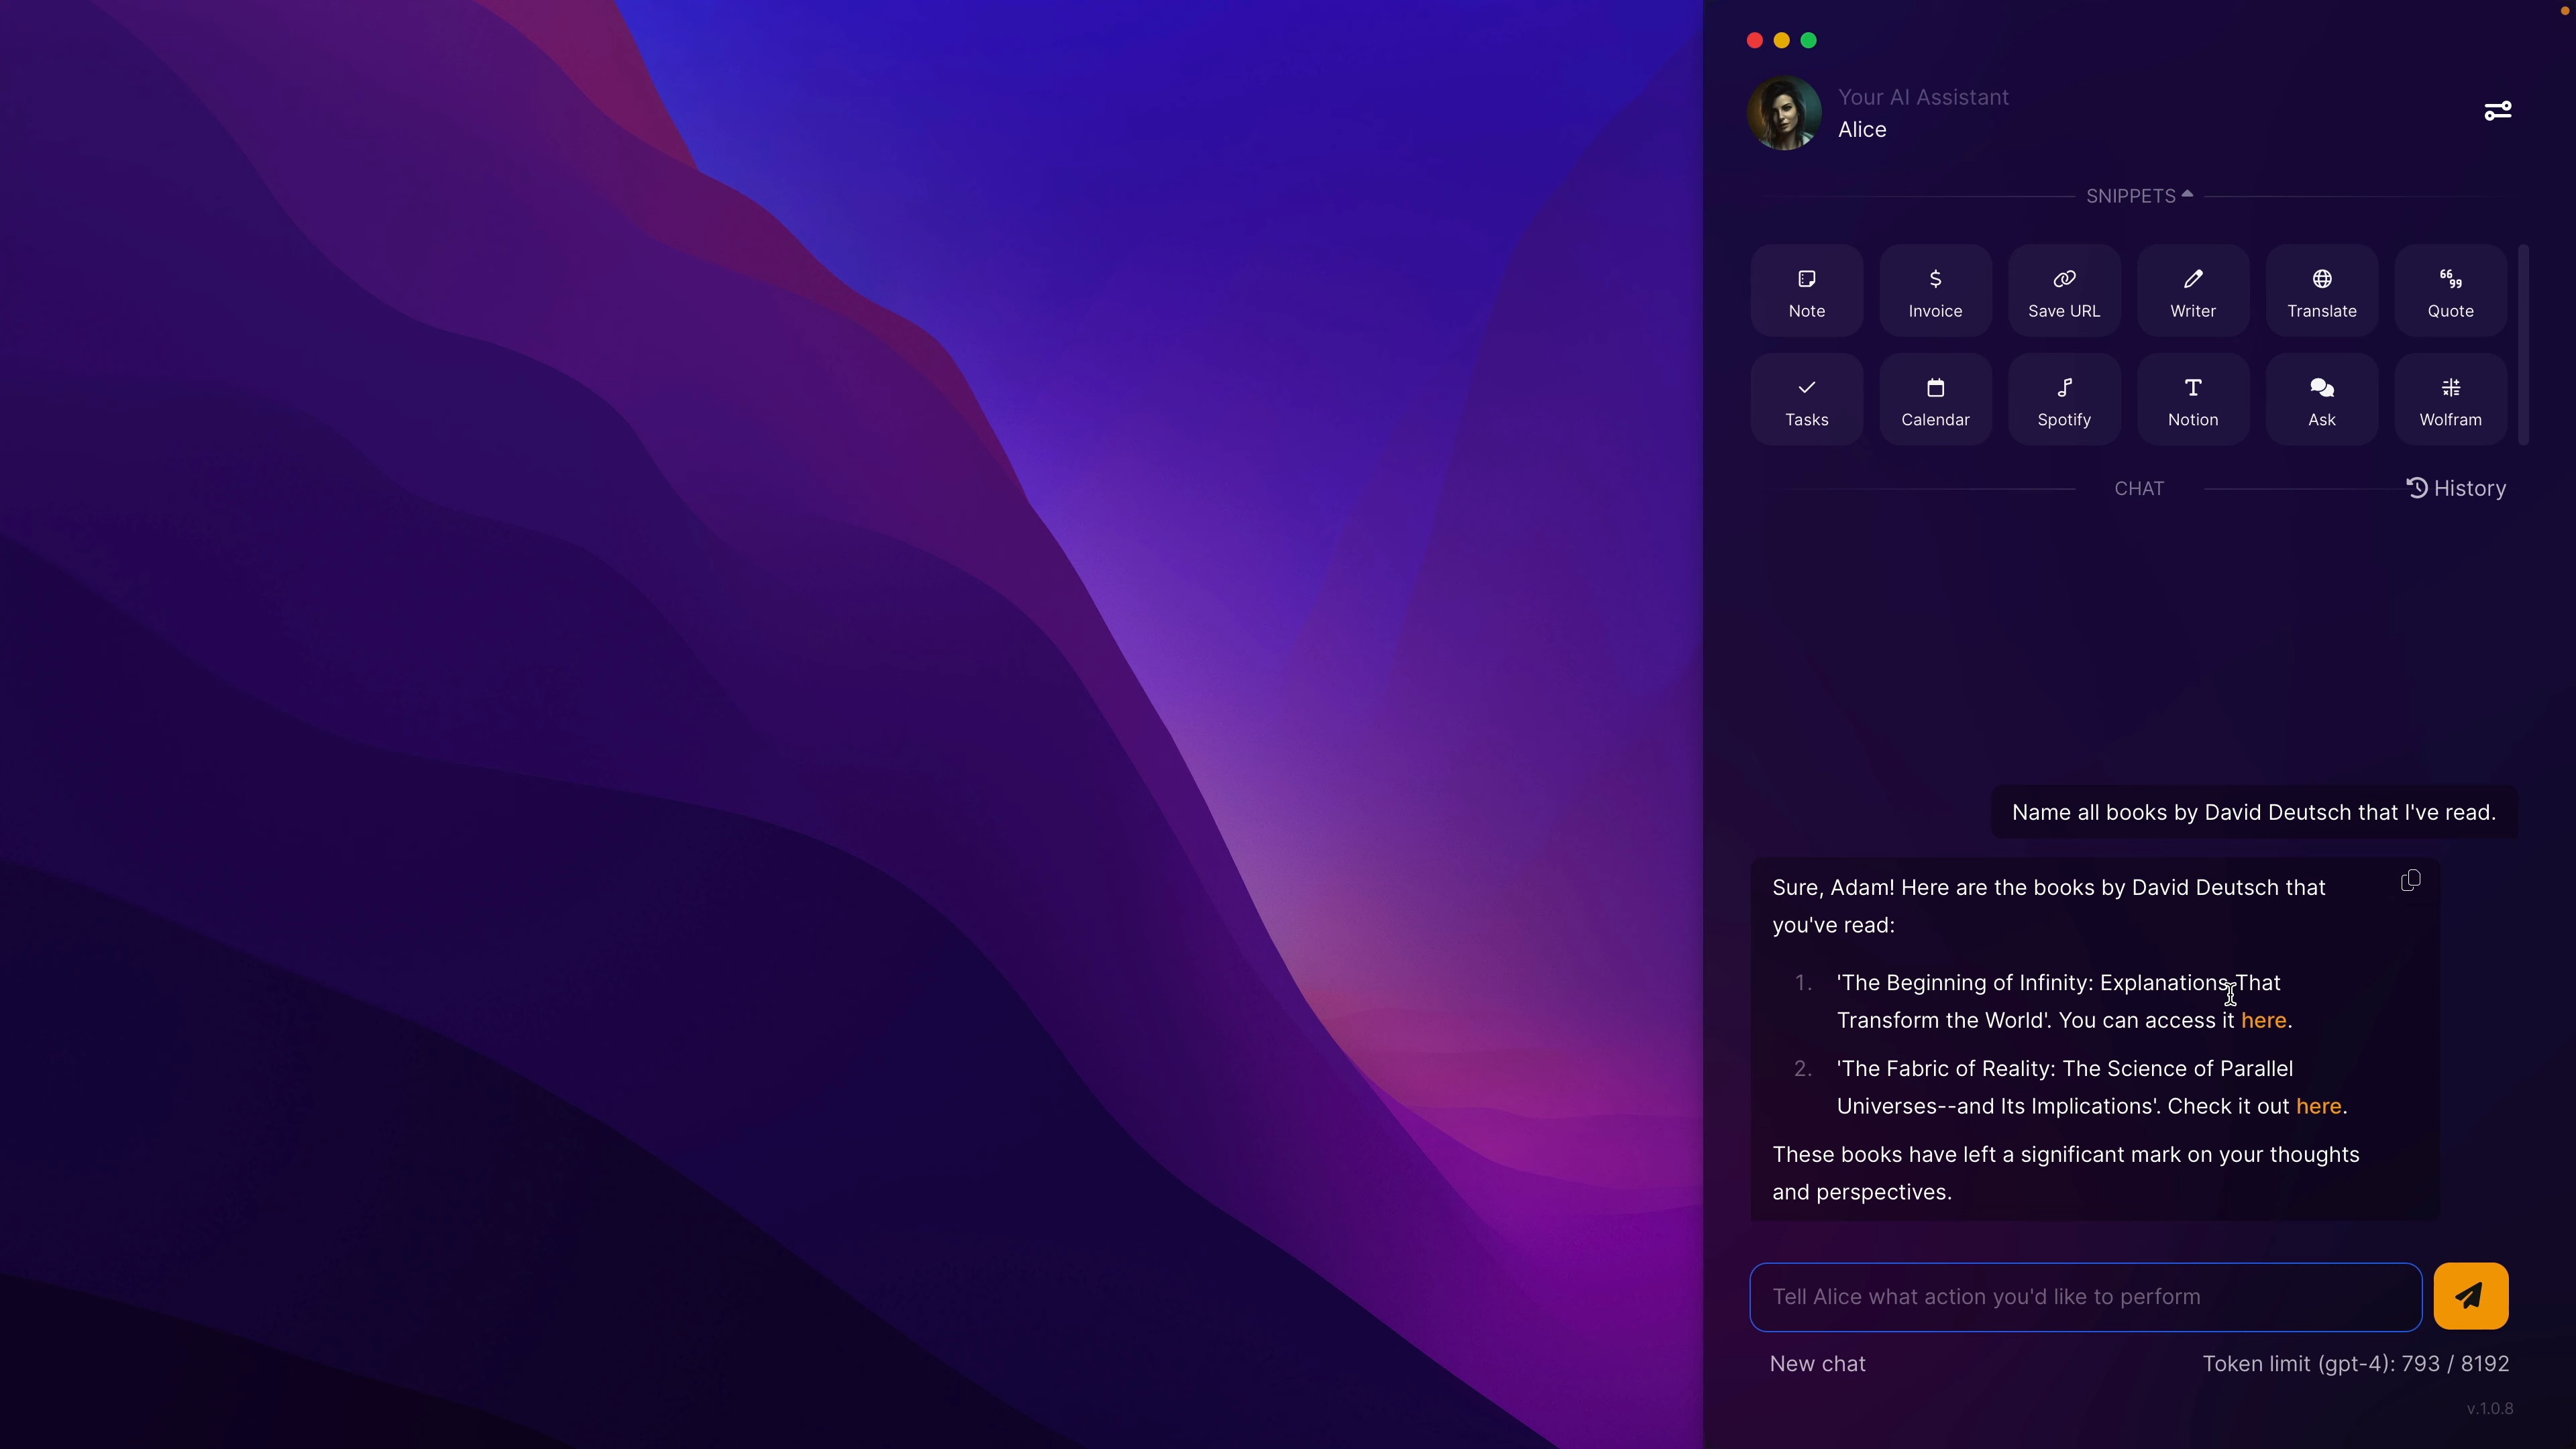 Your AI Assistant
Alice
SNIPPETS
Note
Invoice
Save URL
Writer
Translate
Quote
Tasks
Calendar
Spotify
Notion
Ask
Wolfram
CHAT
History
Name all books by David Deutsch that I've read.
Sure, Adam! Here are the books by David Deutsch that
you've read:
1. 'The Beginning of Infinity: Explanations That
Transform the World'. You can access it here.
2. 'The Fabric of Reality: The Science of Parallel
Universes--and Its Implications'. Check it out here.
These books have left a significant mark on your thoughts
and perspectives.
Tell Alice what action you'd like to perform
New chat
Token limit (gpt-4): 793 / 8192
v.1.0.8